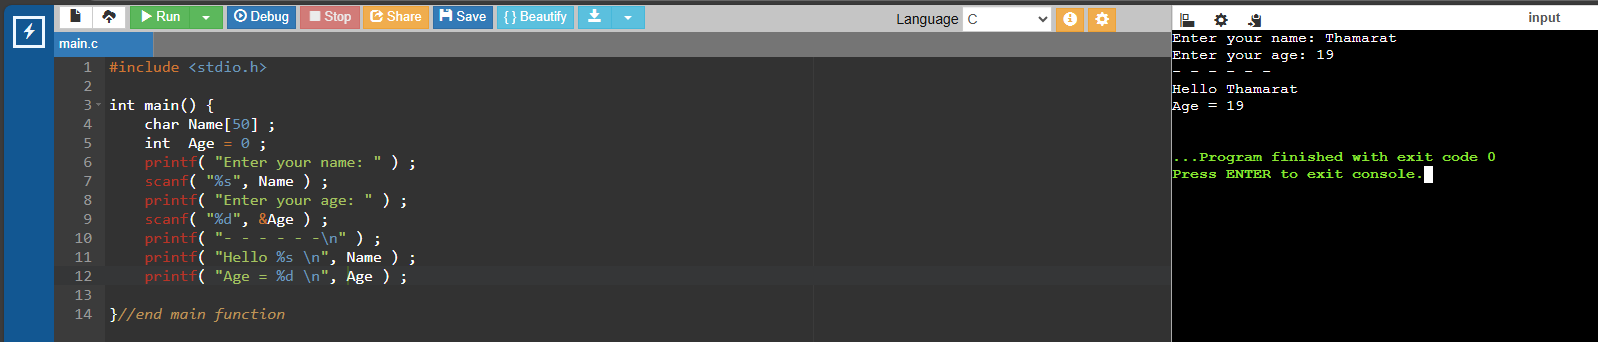 Run Debug Stop Share Save { } Beautify Language C
main.c
1 #include <stdio.h>
2
3 int main() {
4 char Name[50] ;
5 int  Age = 0 ;
6 printf( "Enter your name: " ) ;
7 scanf( "%s", Name ) ;
8 printf( "Enter your age: " ) ;
9 scanf( "%d", &Age ) ;
10 printf( "- - - - - -\n" ) ;
11 printf( "Hello %s \n", Name ) ;
12 printf( "Age = %d \n", Age ) ;
13
14 }//end main function
input
Enter your name: Thamarat
Enter your age: 19
- - - - - -
Hello Thamarat
Age = 19
...Program finished with exit code 0
Press ENTER to exit console.